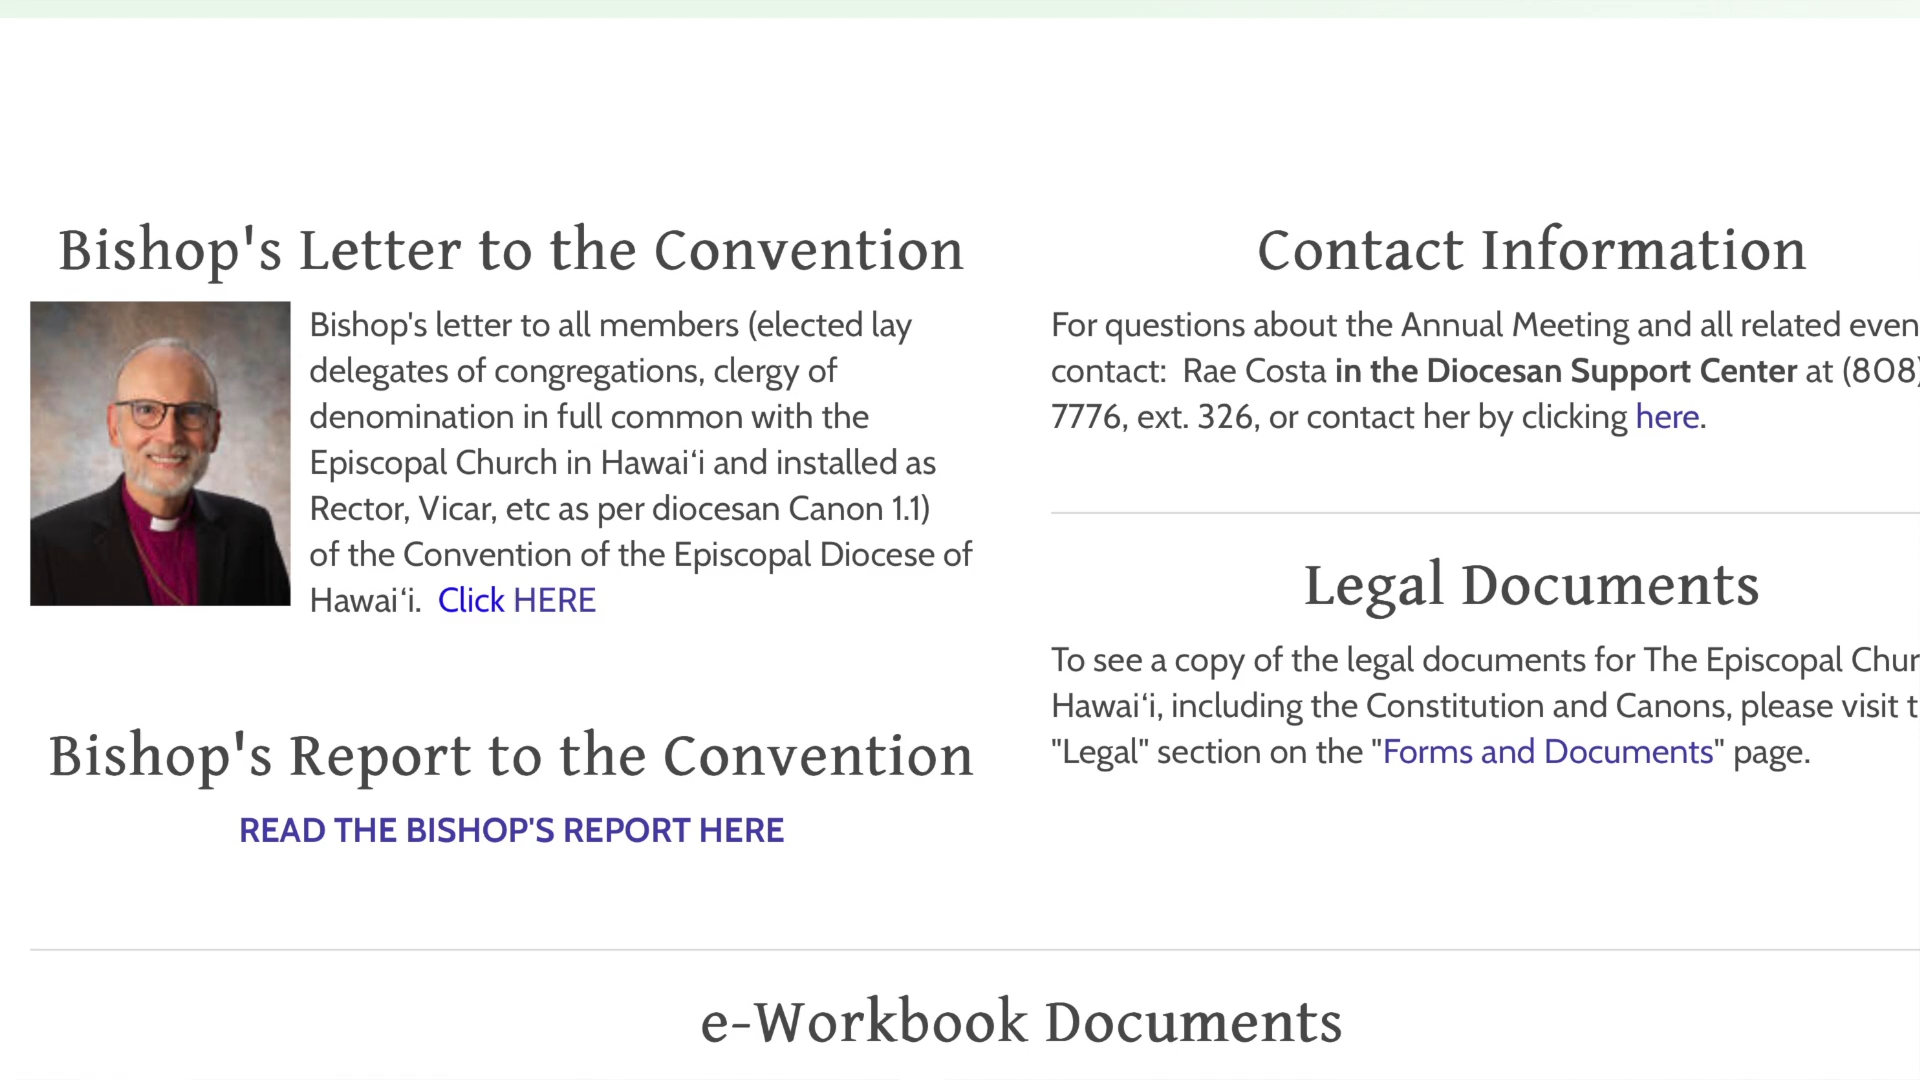 Bishop's Letter to the Convention
Bishop's letter to all members (elected lay
delegates of congregations, clergy of
denomination in full common with the
Episcopal Church in Hawaiʻi and installed as
Rector, Vicar, etc as per diocesan Canon 1.1)
of the Convention of the Episcopal Diocese of
Hawaiʻi.  Click HERE
Bishop's Report to the Convention
READ THE BISHOP'S REPORT HERE
Contact Information
For questions about the Annual Meeting and all related
contact:  Rae Costa in the Diocesan Support Center at (808)
7776, ext. 326, or contact her by clicking here.
Legal Documents
To see a copy of the legal documents for The Episcopal
Hawaiʻi, including the Constitution and Canons, please visit
"Legal" section on the "Forms and Documents" page.
e-Workbook Documents